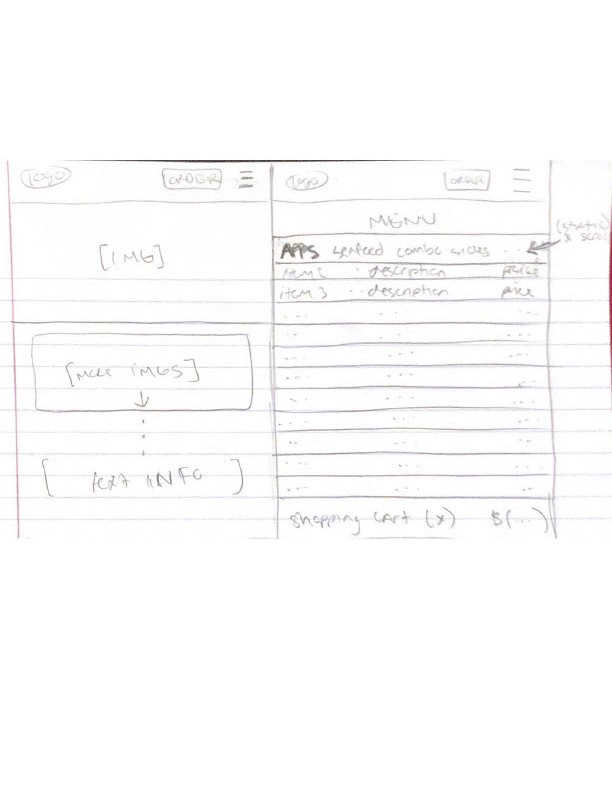 logo ORDER
[IMG]
[MORE IMGS]
[text INFO]
logo ORDER
MENU
APPS seafood combo sides ...
(static)
x scroll
item 2 .. description price
item 3 .. description price
... ... ...
... ... ...
... ... ...
... ... ...
... ... ...
... ... ...
... ... ...
... ... ...
... ... ...
shopping cart (x) $(...)